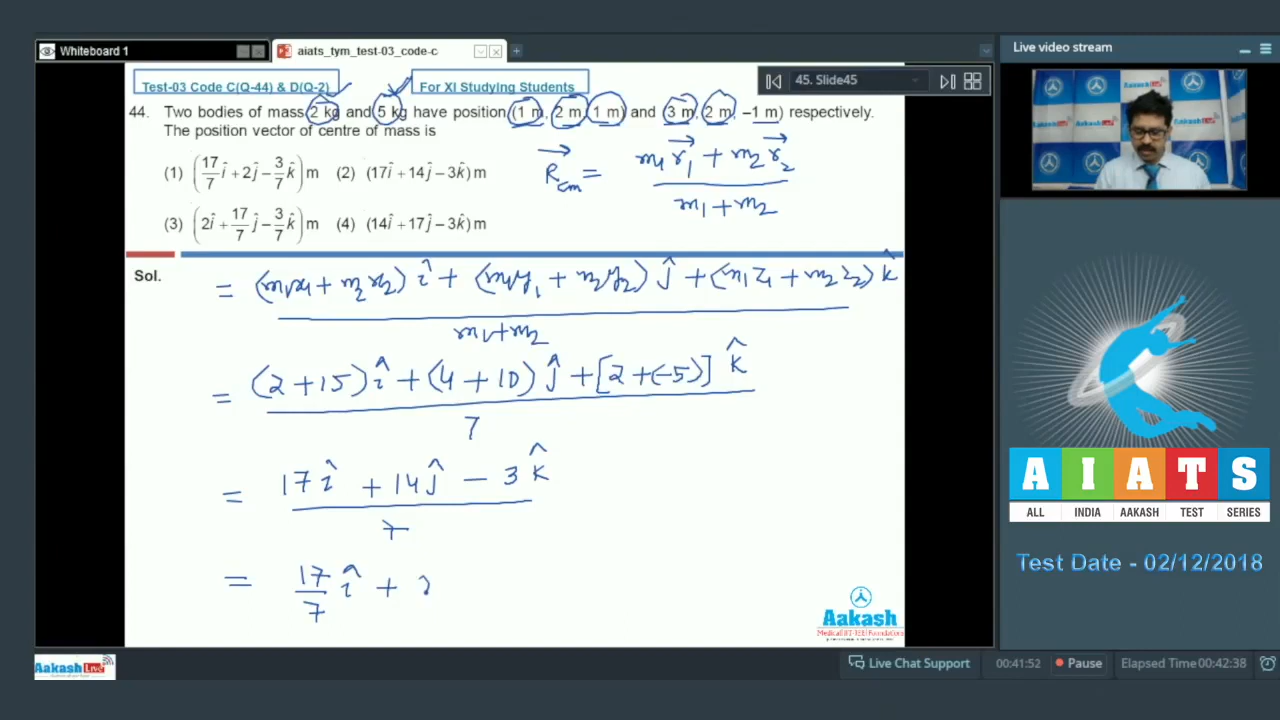 Whiteboard 1
aiats_tym_test-03_code-c
Live video stream
Test-03 Code C(Q-44) & D(Q-2)
For XI Studying Students
45. Slide45
44. Two bodies of mass 2 kg and 5 kg have position (1 m, 2 m, 1 m) and (3 m, 2 m, −1 m) respectively.
The position vector of centre of mass is
(1) (17/7 î + 2ĵ − 3/7 k̂) m (2) (17î + 14ĵ − 3k̂) m
(3) (2î + 17/7 ĵ − 3/7 k̂) m (4) (14î + 17ĵ − 3k̂) m
R⃗cm = (m1 r⃗1 + m2 r⃗2) / (m1 + m2)
Sol.
= ((m1x1 + m2x2) î + (m1y1 + m2y2) ĵ + (m1z1 + m2z2) k̂) / (m1+m2)
= ((2+15) î + (4+10) ĵ + [2+(-5)] k̂) / 7
= (17 î + 14 ĵ − 3 k̂) / 7
= 17/7 î +
AIATS
ALL INDIA AAKASH TEST SERIES
Test Date - 02/12/2018
Aakash
Medical|IIT-JEE|Foundations
Aakash Live
Live Chat Support
00:41:52
Pause
Elapsed Time 00:42:38